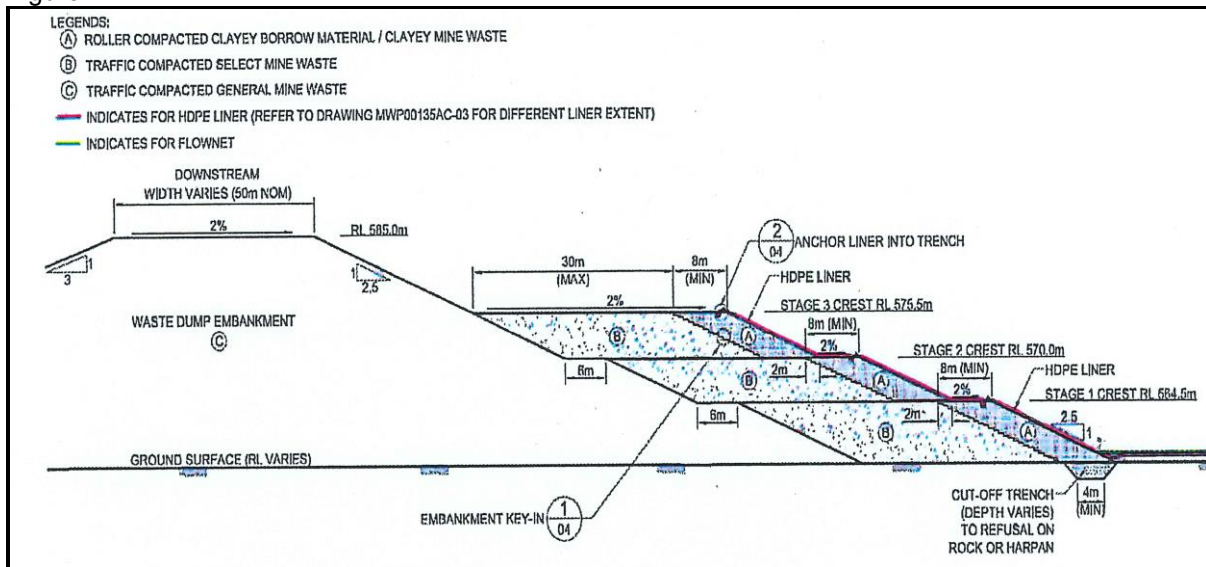 LEGENDS:
Ⓐ ROLLER COMPACTED CLAYEY BORROW MATERIAL / CLAYEY MINE WASTE
Ⓑ TRAFFIC COMPACTED SELECT MINE WASTE
Ⓒ TRAFFIC COMPACTED GENERAL MINE WASTE
INDICATES FOR HDPE LINER (REFER TO DRAWING MWP00135AC-03 FOR DIFFERENT LINER EXTENT)
INDICATES FOR FLOWNET
DOWNSTREAM
WIDTH VARIES (50m NOM)
2%
RL 585.0m
3
1
1
2.5
WASTE DUMP EMBANKMENT
Ⓒ
2
04
ANCHOR LINER INTO TRENCH
30m
(MAX)
8m
(MIN)
HDPE LINER
2%
STAGE 3 CREST RL 575.5m
8m (MIN)
2%
Ⓑ
Ⓐ
STAGE 2 CREST RL 570.0m
8m (MIN)
2%
HDPE LINER
STAGE 1 CREST RL 564.5m
6m
Ⓑ
2m
Ⓐ
2.5
1
6m
Ⓑ
2m
Ⓐ
GROUND SURFACE (RL VARIES)
EMBANKMENT KEY-IN
1
04
CUT-OFF TRENCH
(DEPTH VARIES)
TO REFUSAL ON
ROCK OR HARPAN
4m
(MIN)